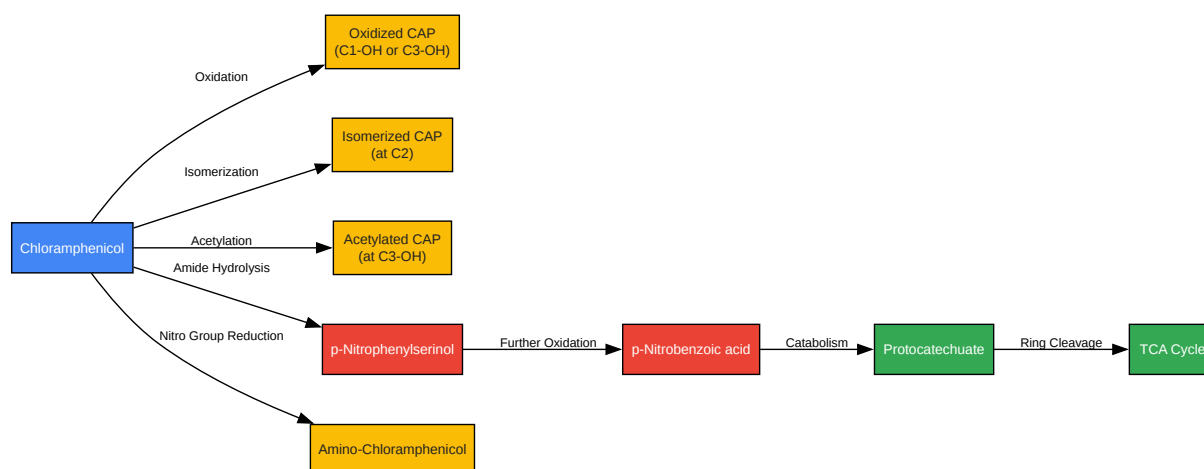 Oxidized CAP
(C1-OH or C3-OH)
Oxidation
Isomerized CAP
(at C2)
Isomerization
Chloramphenicol
Acetylation
Acetylated CAP
(at C3-OH)
Amide Hydrolysis
Nitro Group Reduction
p-Nitrophenylserinol
Further Oxidation
p-Nitrobenzoic acid
Catabolism
Protocatechuate
Ring Cleavage
TCA Cycle
Amino-Chloramphenicol